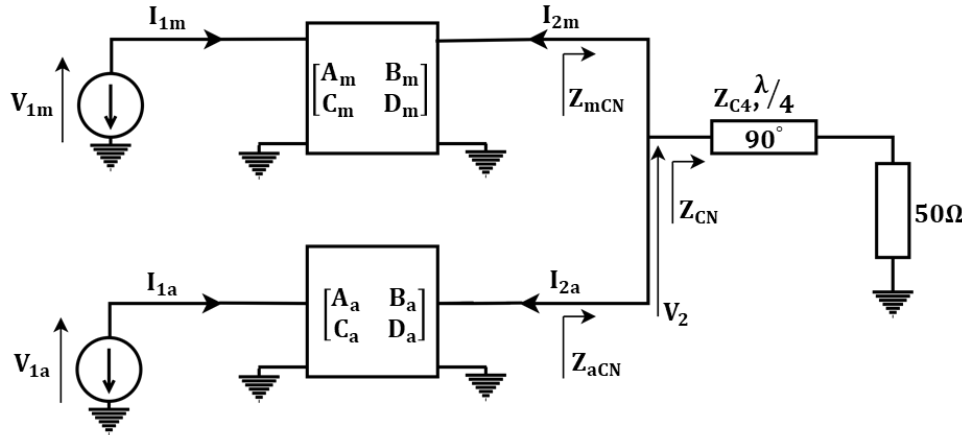 I1m
I2m
V1m
[Am Bm
Cm Dm]
ZmCN
ZC4, λ/4
90°
ZCN
50Ω
I1a
I2a
V2
V1a
[Aa Ba
Ca Da]
ZaCN